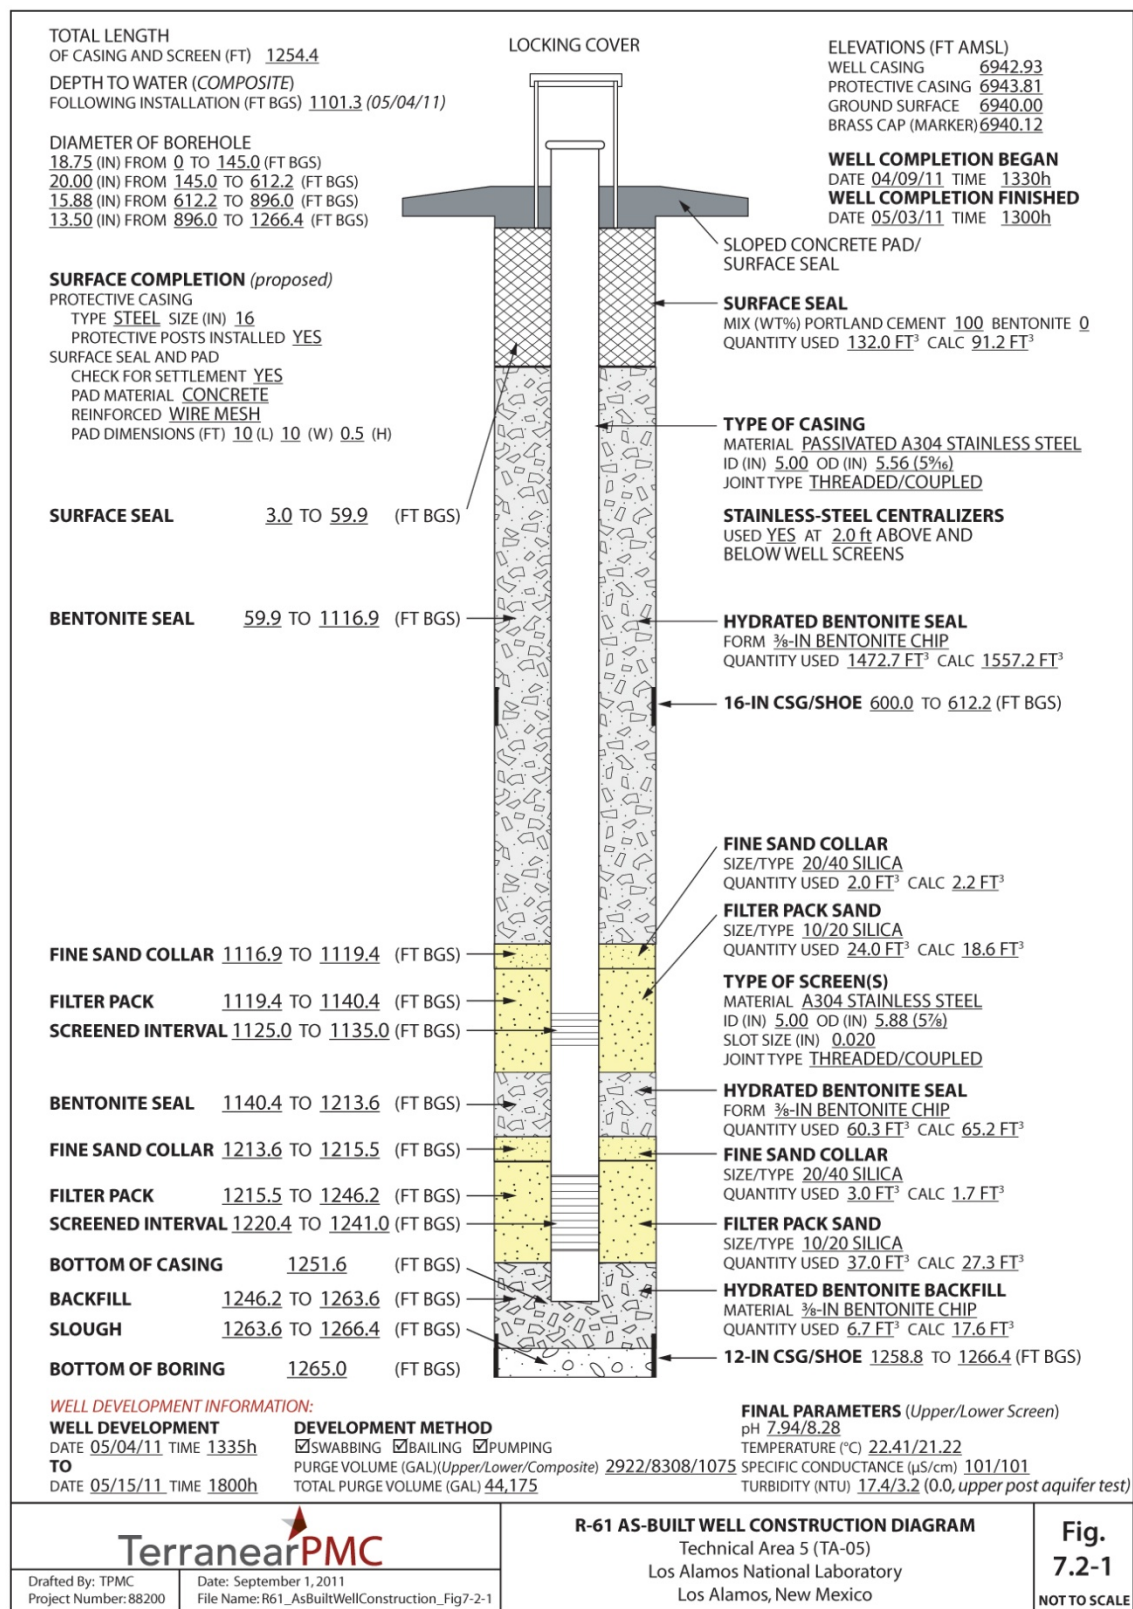 TOTAL LENGTH
OF CASING AND SCREEN (FT) 1254.4
DEPTH TO WATER (COMPOSITE)
FOLLOWING INSTALLATION (FT BGS) 1101.3 (05/04/11)
DIAMETER OF BOREHOLE
18.75 (IN) FROM 0 TO 145.0 (FT BGS)
20.00 (IN) FROM 145.0 TO 612.2 (FT BGS)
15.88 (IN) FROM 612.2 TO 896.0 (FT BGS)
13.50 (IN) FROM 896.0 TO 1266.4 (FT BGS)
SURFACE COMPLETION (proposed)
PROTECTIVE CASING
TYPE STEEL SIZE (IN) 16
PROTECTIVE POSTS INSTALLED YES
SURFACE SEAL AND PAD
CHECK FOR SETTLEMENT YES
PAD MATERIAL CONCRETE
REINFORCED WIRE MESH
PAD DIMENSIONS (FT) 10 (L) 10 (W) 0.5 (H)
SURFACE SEAL 3.0 TO 59.9 (FT BGS)
BENTONITE SEAL 59.9 TO 1116.9 (FT BGS)
FINE SAND COLLAR 1116.9 TO 1119.4 (FT BGS)
FILTER PACK 1119.4 TO 1140.4 (FT BGS)
SCREENED INTERVAL 1125.0 TO 1135.0 (FT BGS)
BENTONITE SEAL 1140.4 TO 1213.6 (FT BGS)
FINE SAND COLLAR 1213.6 TO 1215.5 (FT BGS)
FILTER PACK 1215.5 TO 1246.2 (FT BGS)
SCREENED INTERVAL 1220.4 TO 1241.0 (FT BGS)
BOTTOM OF CASING 1251.6 (FT BGS)
BACKFILL 1246.2 TO 1263.6 (FT BGS)
SLOUGH 1263.6 TO 1266.4 (FT BGS)
BOTTOM OF BORING 1265.0 (FT BGS)
LOCKING COVER
ELEVATIONS (FT AMSL)
WELL CASING 6942.93
PROTECTIVE CASING 6943.81
GROUND SURFACE 6940.00
BRASS CAP (MARKER) 6940.12
WELL COMPLETION BEGAN
DATE 04/09/11 TIME 1330h
WELL COMPLETION FINISHED
DATE 05/03/11 TIME 1300h
SLOPED CONCRETE PAD/
SURFACE SEAL
SURFACE SEAL
MIX (WT%) PORTLAND CEMENT 100 BENTONITE 0
QUANTITY USED 132.0 FT³ CALC 91.2 FT³
TYPE OF CASING
MATERIAL PASSIVATED A304 STAINLESS STEEL
ID (IN) 5.00 OD (IN) 5.56 (5⁹⁄₁₆)
JOINT TYPE THREADED/COUPLED
STAINLESS-STEEL CENTRALIZERS
USED YES AT 2.0 ft ABOVE AND
BELOW WELL SCREENS
HYDRATED BENTONITE SEAL
FORM ⅜-IN BENTONITE CHIP
QUANTITY USED 1472.7 FT³ CALC 1557.2 FT³
16-IN CSG/SHOE 600.0 TO 612.2 (FT BGS)
FINE SAND COLLAR
SIZE/TYPE 20/40 SILICA
QUANTITY USED 2.0 FT³ CALC 2.2 FT³
FILTER PACK SAND
SIZE/TYPE 10/20 SILICA
QUANTITY USED 24.0 FT³ CALC 18.6 FT³
TYPE OF SCREEN(S)
MATERIAL A304 STAINLESS STEEL
ID (IN) 5.00 OD (IN) 5.88 (5⅞)
SLOT SIZE (IN) 0.020
JOINT TYPE THREADED/COUPLED
HYDRATED BENTONITE SEAL
FORM ⅜-IN BENTONITE CHIP
QUANTITY USED 60.3 FT³ CALC 65.2 FT³
FINE SAND COLLAR
SIZE/TYPE 20/40 SILICA
QUANTITY USED 3.0 FT³ CALC 1.7 FT³
FILTER PACK SAND
SIZE/TYPE 10/20 SILICA
QUANTITY USED 37.0 FT³ CALC 27.3 FT³
HYDRATED BENTONITE BACKFILL
MATERIAL ⅜-IN BENTONITE CHIP
QUANTITY USED 6.7 FT³ CALC 17.6 FT³
12-IN CSG/SHOE 1258.8 TO 1266.4 (FT BGS)
WELL DEVELOPMENT INFORMATION:
WELL DEVELOPMENT
DATE 05/04/11 TIME 1335h
TO
DATE 05/15/11 TIME 1800h
DEVELOPMENT METHOD
☑SWABBING ☑BAILING ☑PUMPING
PURGE VOLUME (GAL)(Upper/Lower/Composite) 2922/8308/1075
TOTAL PURGE VOLUME (GAL) 44,175
FINAL PARAMETERS (Upper/Lower Screen)
pH 7.94/8.28
TEMPERATURE (°C) 22.41/21.22
SPECIFIC CONDUCTANCE (µS/cm) 101/101
TURBIDITY (NTU) 17.4/3.2 (0.0, upper post aquifer test)
TerranearPMC
Drafted By: TPMC
Project Number: 88200
Date: September 1, 2011
File Name: R61_AsBuiltWellConstruction_Fig7-2-1
R-61 AS-BUILT WELL CONSTRUCTION DIAGRAM
Technical Area 5 (TA-05)
Los Alamos National Laboratory
Los Alamos, New Mexico
Fig.
7.2-1
NOT TO SCALE